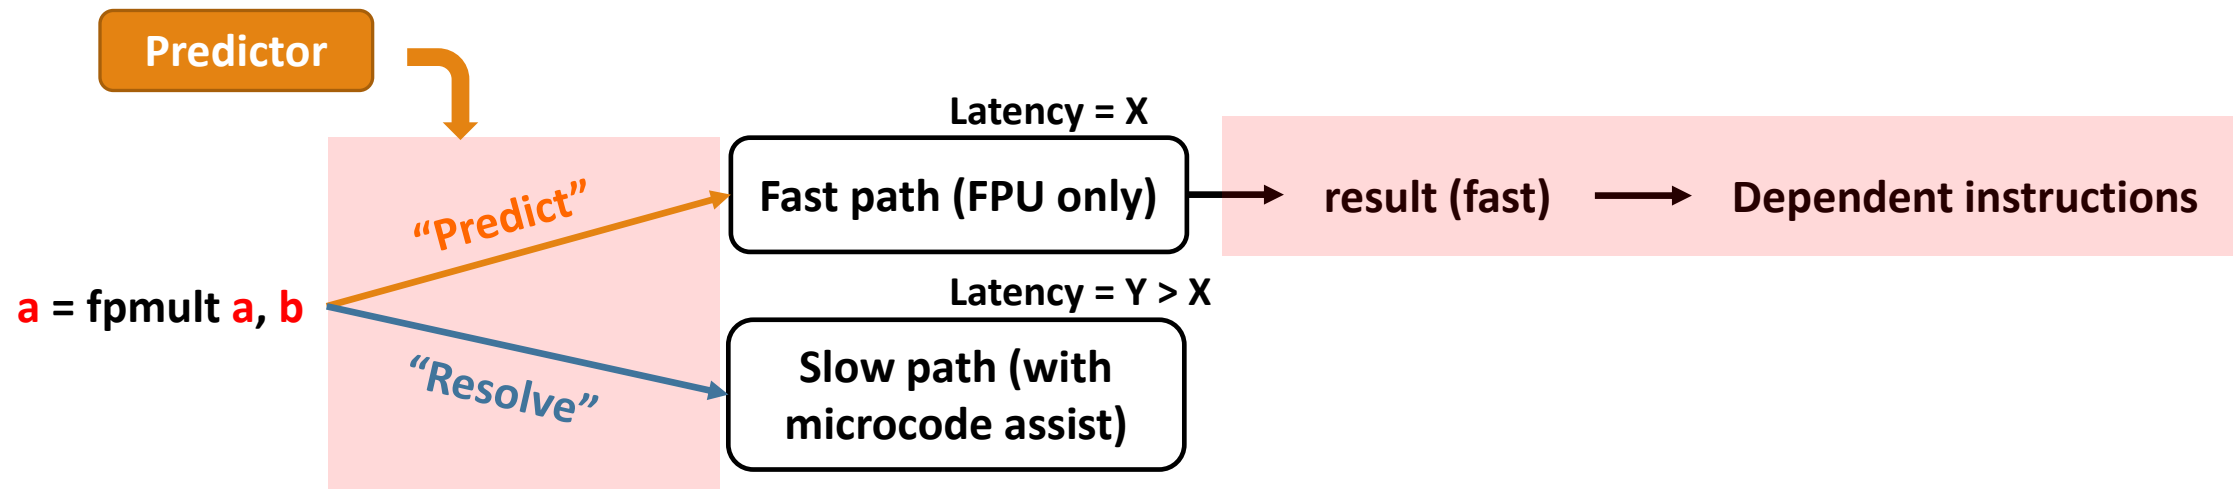 Predictor
Latency = X
"Predict"
Fast path (FPU only)
result (fast)
Dependent instructions
a = fpmult a, b
Latency = Y > X
"Resolve"
Slow path (with
microcode assist)